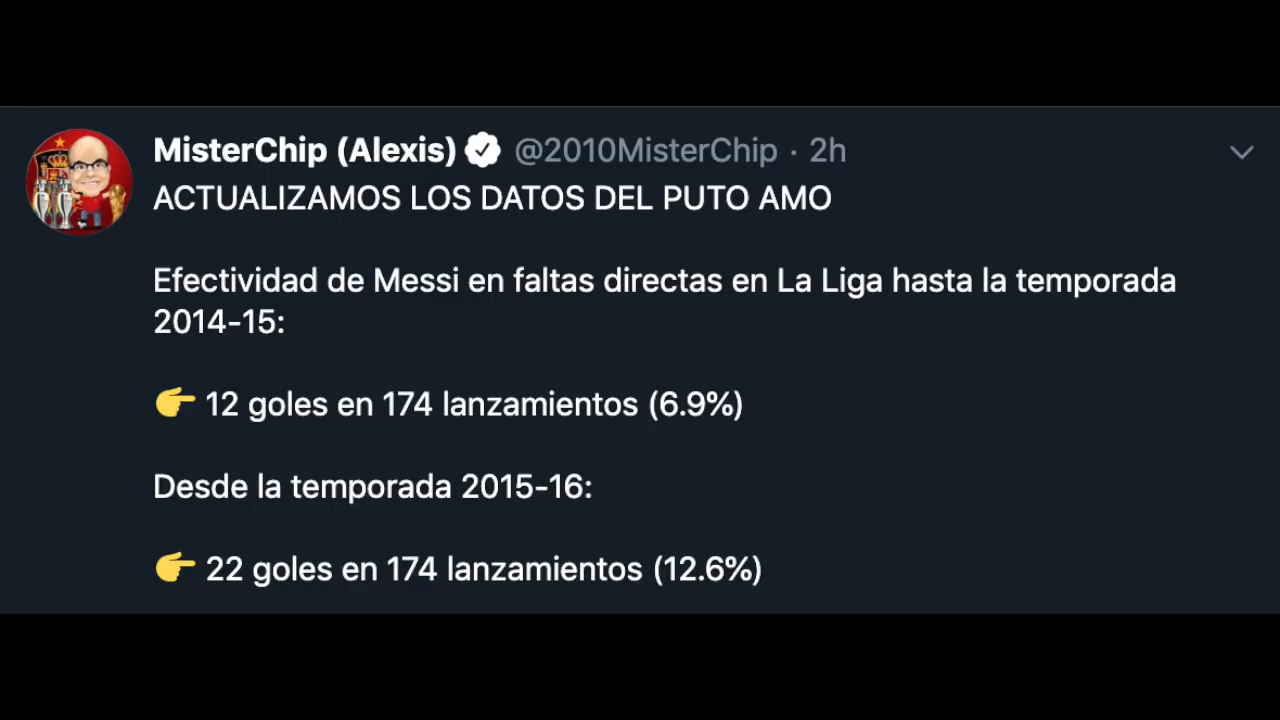 MisterChip (Alexis) @2010MisterChip · 2h
ACTUALIZAMOS LOS DATOS DEL PUTO AMO
Efectividad de Messi en faltas directas en La Liga hasta la temporada
2014-15:
👉 12 goles en 174 lanzamientos (6.9%)
Desde la temporada 2015-16:
👉 22 goles en 174 lanzamientos (12.6%)